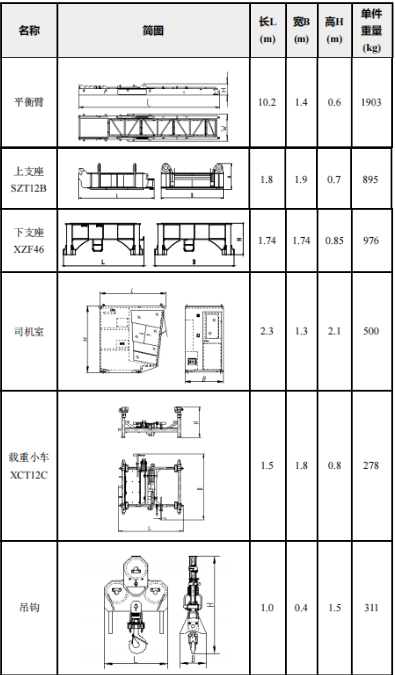 名称 简图 长L (m) 宽B (m) 高H (m) 单件重量 (kg)
平衡臂 L H W 10.2 1.4 0.6 1903
上支座 SZT12B L B 1.8 1.9 0.7 895
下支座 XZF46 L B H 1.74 1.74 0.85 976
司机室 L H B 2.3 1.3 2.1 500
载重小车 XCT12C H L B 1.5 1.8 0.8 278
吊钩 L H B 1.0 0.4 1.5 311